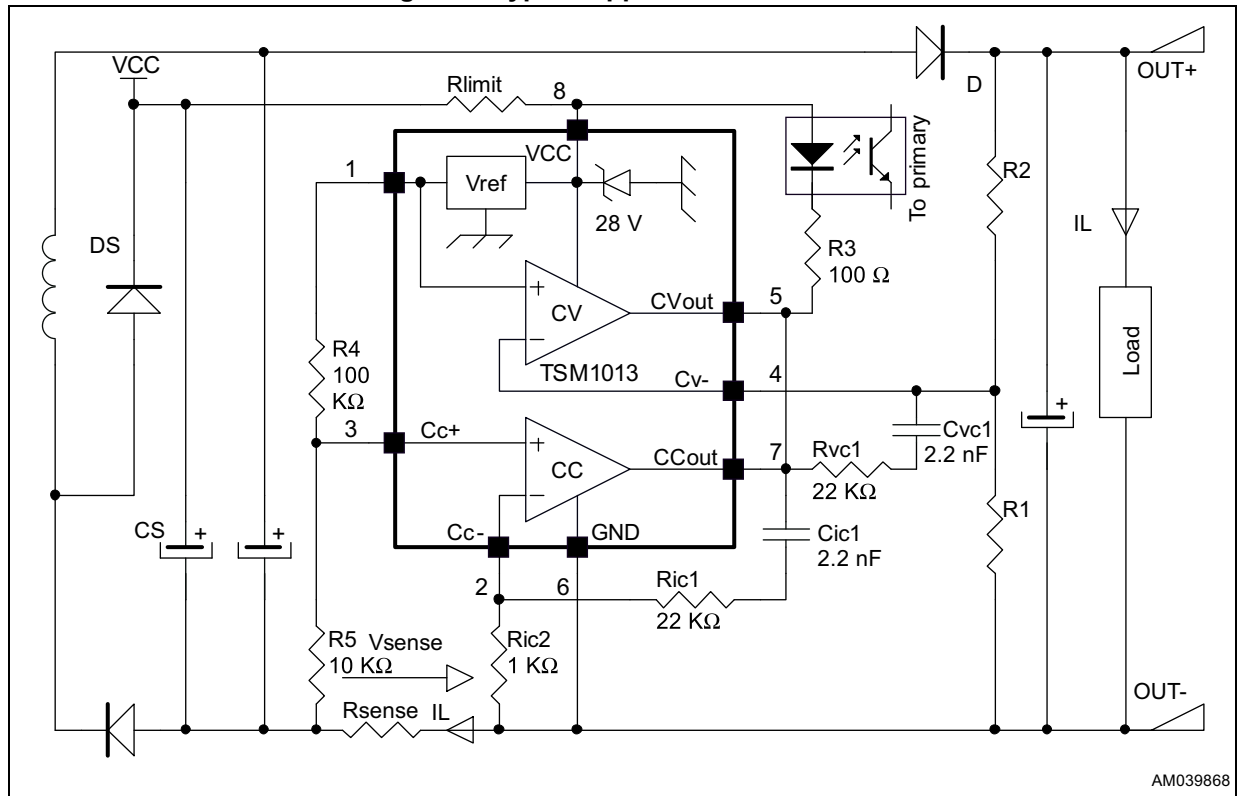 VCC
Rlimit
8
D
OUT+
VCC
To primary
1
Vref
R2
28 V
IL
DS
R3
100 Ω
+
CV
−
CVout
5
TSM1013
Load
R4
100
KΩ
Cv-
4
+
3
Cc+
+
CC
−
CCout
7
Rvc1
22 KΩ
Cvc1
2.2 nF
R1
CS
+
+
Cc-
GND
Cic1
2.2 nF
2
6
Ric1
22 KΩ
R5
10 KΩ
Vsense
Ric2
1 KΩ
OUT-
Rsense
IL
AM039868